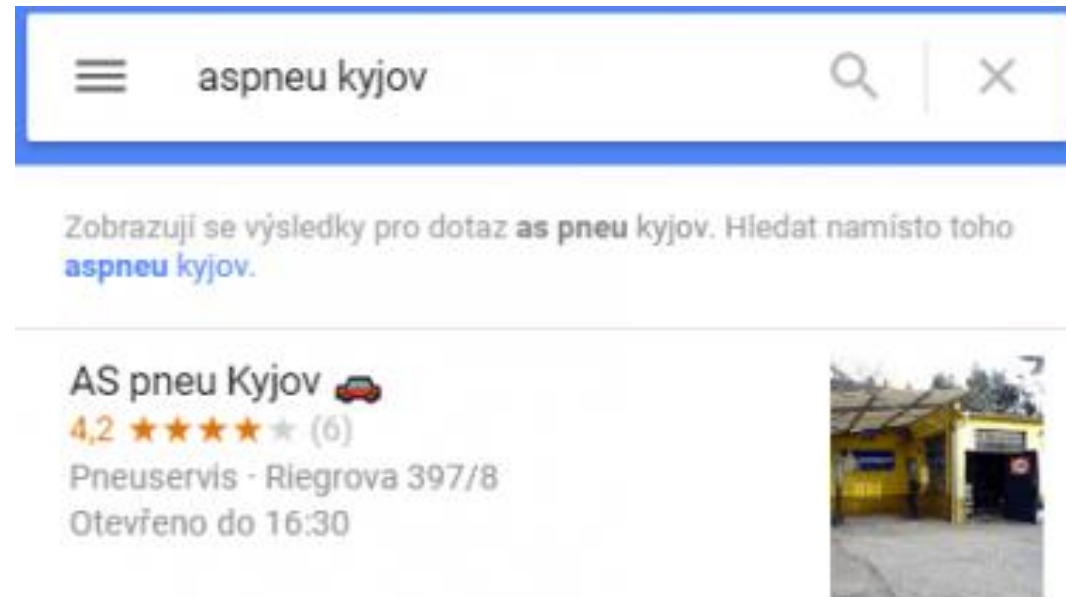 aspneu kyjov
Zobrazují se výsledky pro dotaz as pneu kyjov. Hledat namísto toho
aspneu kyjov.
AS pneu Kyjov 🚗
4,2 ★★★★★ (6)
Pneuservis · Riegrova 397/8
Otevřeno do 16:30